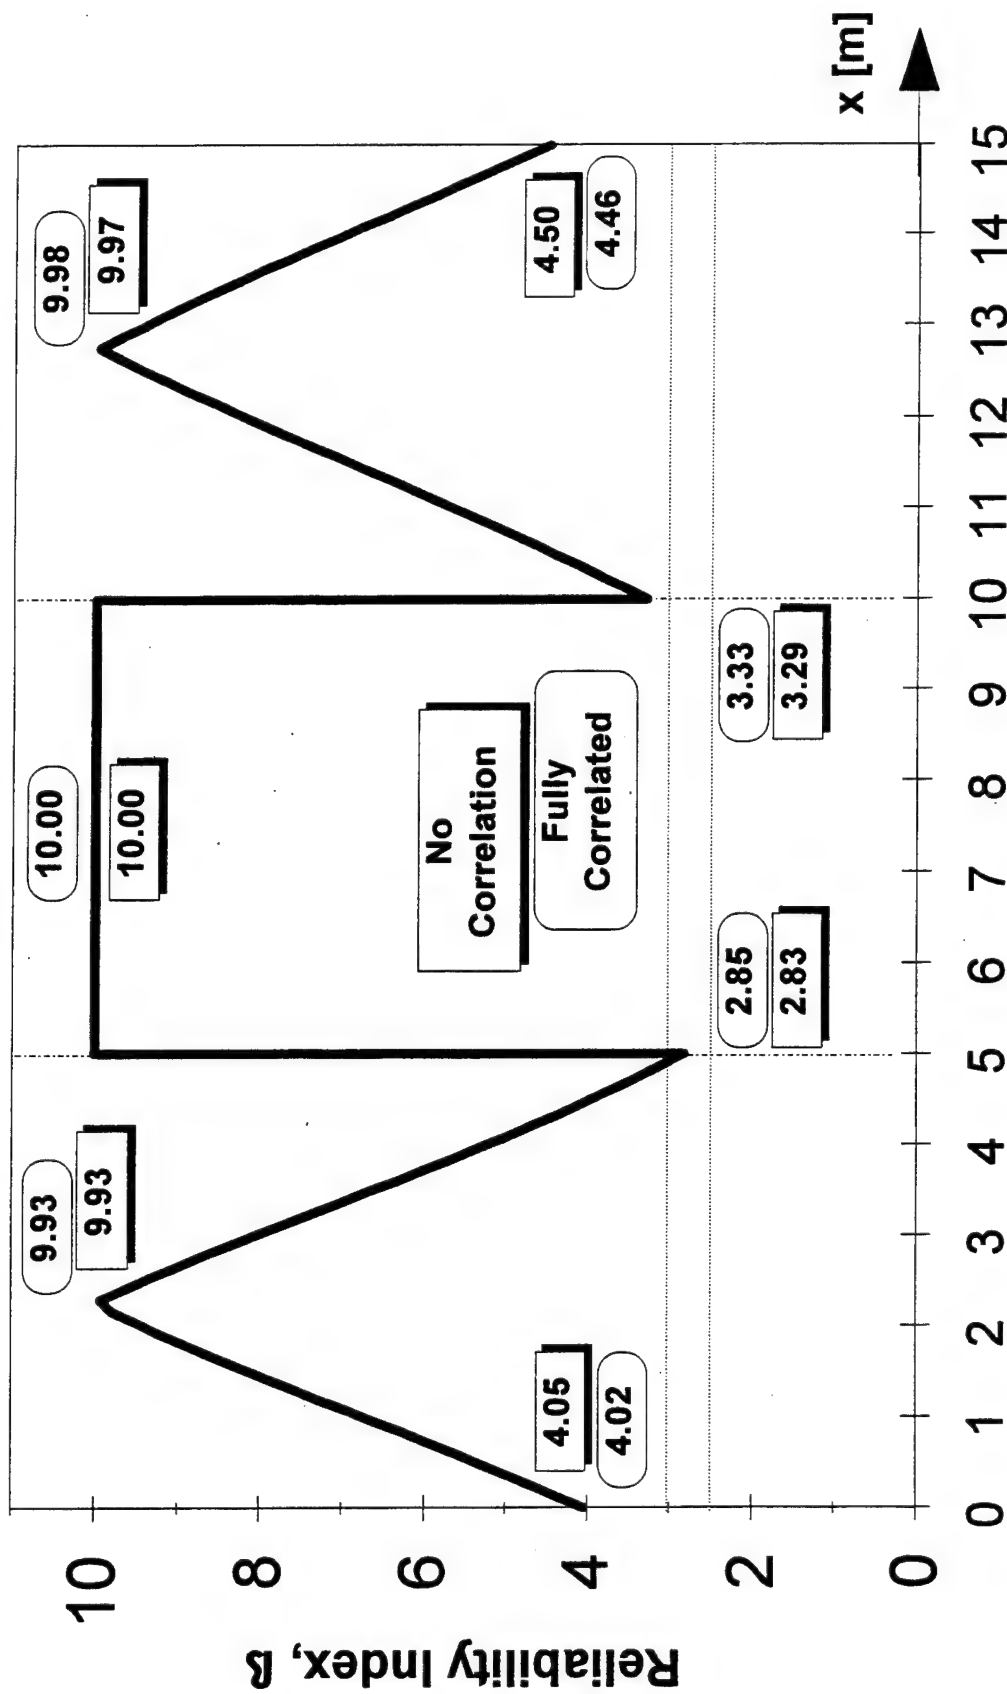 Reliability Index, β
10
8
6
4
2
0
9.93
9.93
10.00
10.00
9.98
9.97
4.05
4.02
No
Correlation
Fully
Correlated
4.50
4.46
2.85
2.83
3.33
3.29
0 1 2 3 4 5 6 7 8 9 10 11 12 13 14 15
x [m]